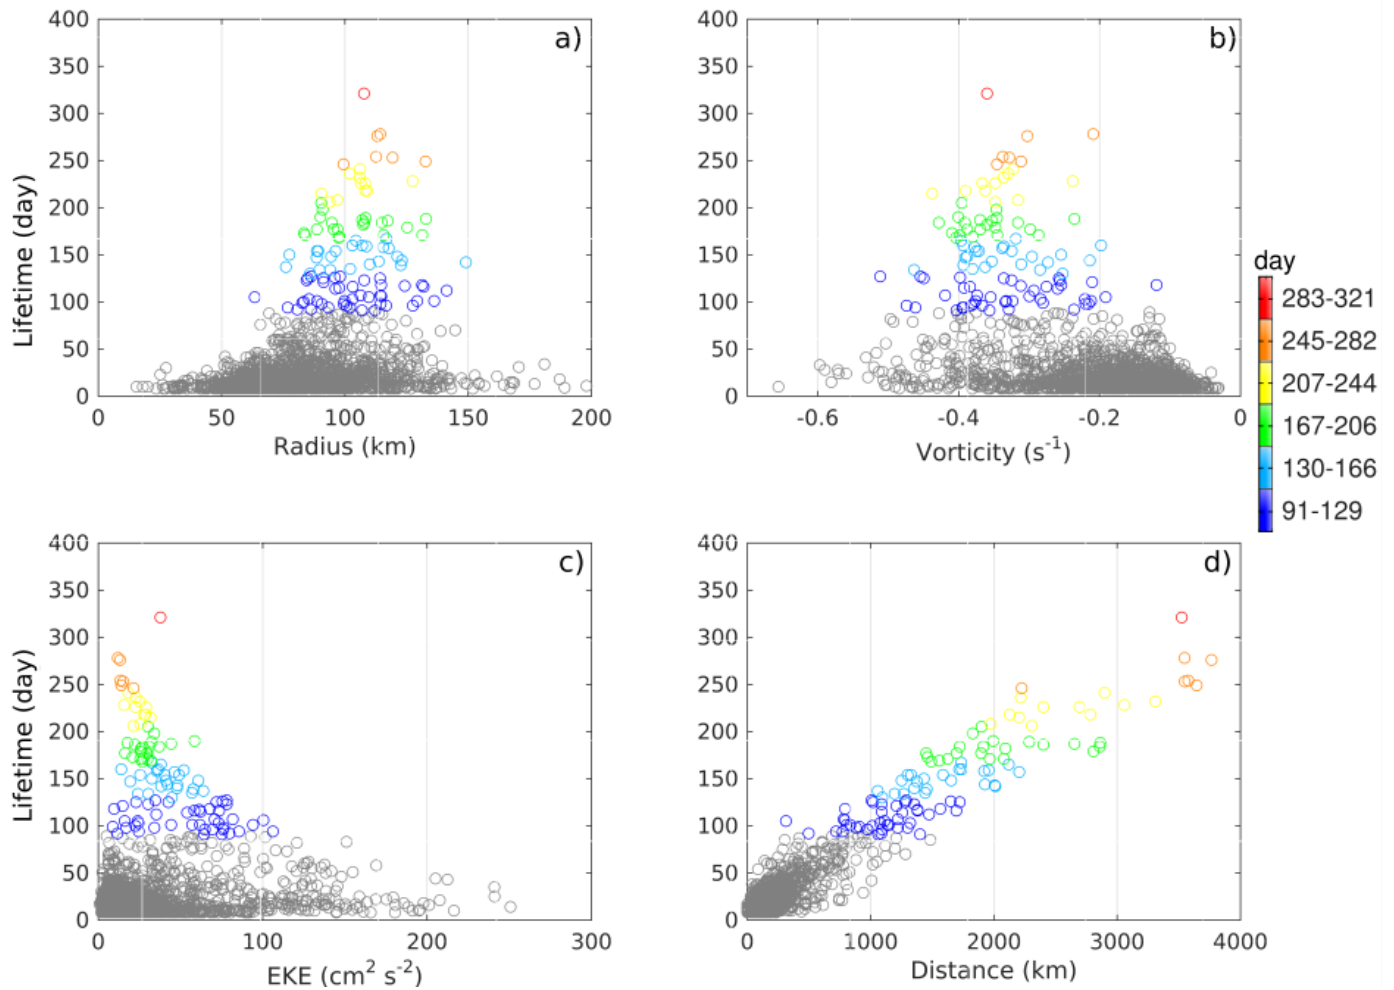 400
350
300
250
200
150
100
50
0
Lifetime (day)
a)
0 50 100 150 200
Radius (km)
400
350
300
250
200
150
100
50
0
b)
-0.6 -0.4 -0.2 0
Vorticity (s-1)
day
283-321
245-282
207-244
167-206
130-166
91-129
400
350
300
250
200
150
100
50
0
Lifetime (day)
c)
0 100 200 300
EKE (cm2 s-2)
400
350
300
250
200
150
100
50
0
d)
0 1000 2000 3000 4000
Distance (km)